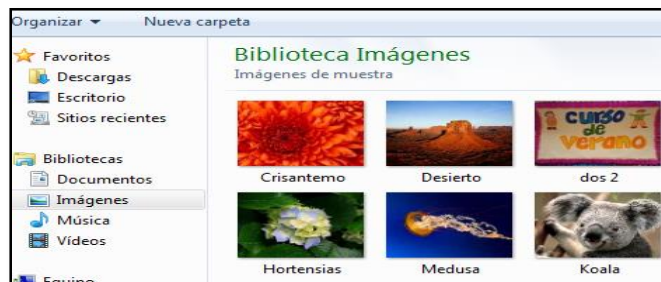 Organizar Nueva carpeta
Favoritos
Descargas
Escritorio
Sitios recientes
Bibliotecas
Documentos
Imágenes
Música
Vídeos
Equipo
Biblioteca Imágenes
Imágenes de muestra
curso
de
verano
Crisantemo Desierto dos 2
Hortensias Medusa Koala